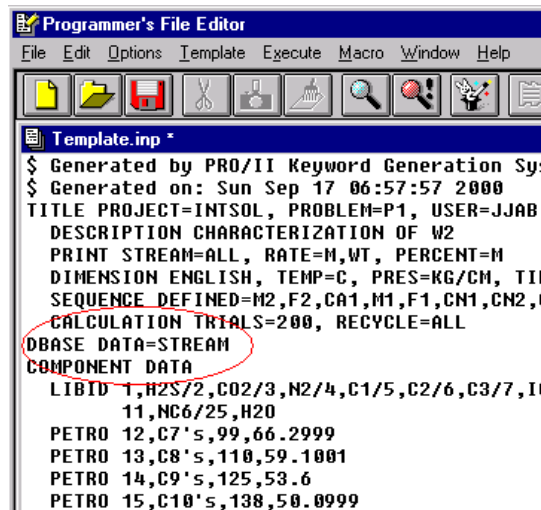 Programmer's File Editor
File Edit Options Template Execute Macro Window Help
Template.inp *
$ Generated by PRO/II Keyword Generation
$ Generated on: Sun Sep 17 06:57:57 2000
TITLE PROJECT=INTSOL, PROBLEM=P1, USER=JJAB
DESCRIPTION CHARACTERIZATION OF W2
PRINT STREAM=ALL, RATE=M,WT, PERCENT=M
DIMENSION ENGLISH, TEMP=C, PRES=KG/CM,
SEQUENCE DEFINED=M2,F2,CA1,M1,F1,CN1,CN2,
CALCULATION TRIALS=200, RECYCLE=ALL
DBASE DATA=STREAM
COMPONENT DATA
LIBID 1,H2S/2,CO2/3,N2/4,C1/5,C2/6,C3/7,
11,NC6/25,H2O
PETRO 12,C7's,99,66.2999
PETRO 13,C8's,110,59.1001
PETRO 14,C9's,125,53.6
PETRO 15,C10's,138,50.0999